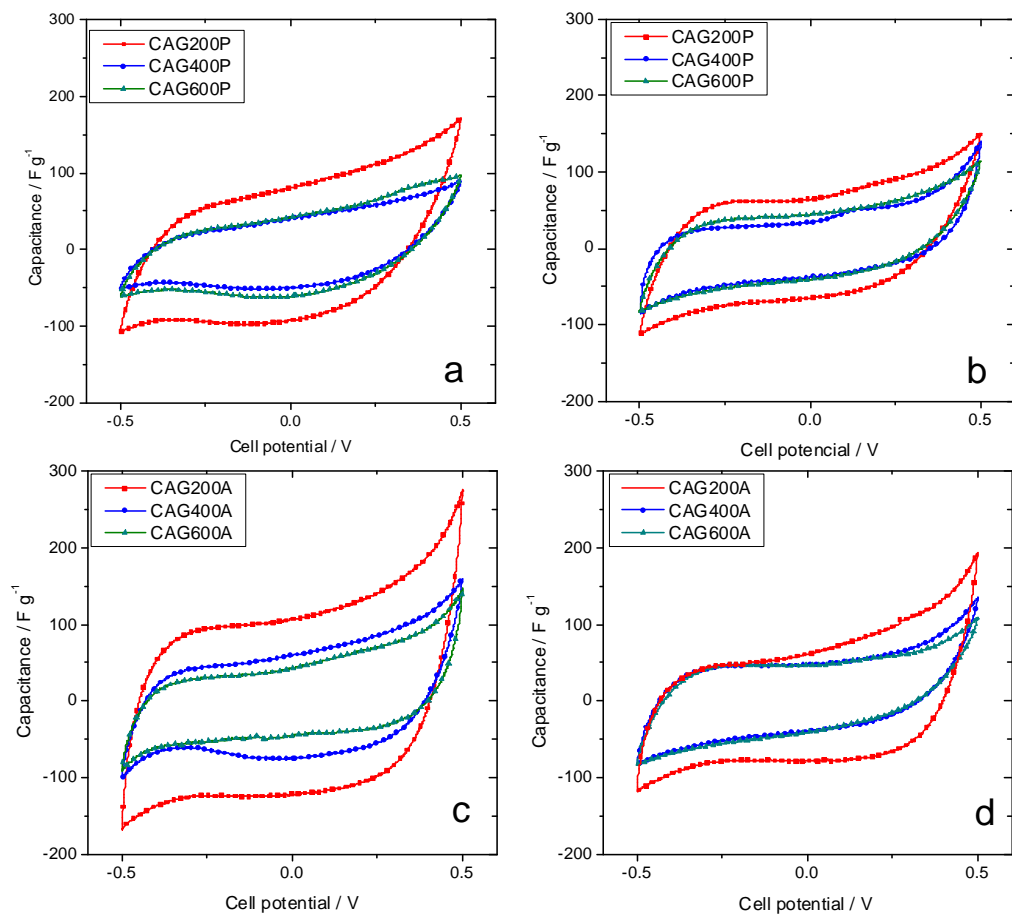 300
200
100
0
-100
-200
Capacitance / F g-1
CAG200P
CAG400P
CAG600P
a
-0.5
0.0
0.5
Cell potential / V
300
200
100
0
-100
-200
Capacitance / F g-1
CAG200P
CAG400P
CAG600P
b
-0.5
0.0
0.5
Cell potencial / V
300
200
100
0
-100
-200
Capacitance / F g-1
CAG200A
CAG400A
CAG600A
c
-0.5
0.0
0.5
Cell potential / V
300
200
100
0
-100
-200
Capacitance / F g-1
CAG200A
CAG400A
CAG600A
d
-0.5
0.0
0.5
Cell potential / V